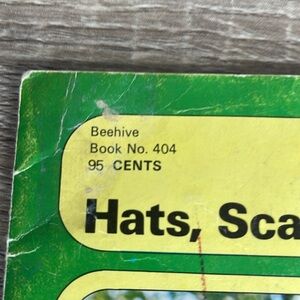 Beehive
Book No. 404
95 CENTS
Hats, Sca